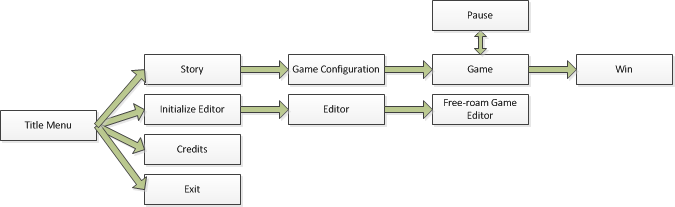 Pause
Story
Game Configuration
Game
Win
Title Menu
Initialize Editor
Editor
Free-roam Game
Editor
Credits
Exit